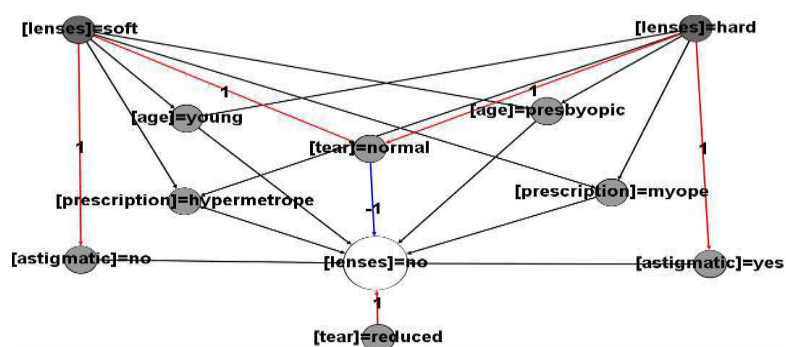 [lenses]=soft
[lenses]=hard
1
1
[age]=young
[age]=presbyopic
1
[tear]=normal
1
[prescription]=hypermetrope
[prescription]=myope
-1
[astigmatic]=no
[lenses]=no
[astigmatic]=yes
1
[tear]=reduced